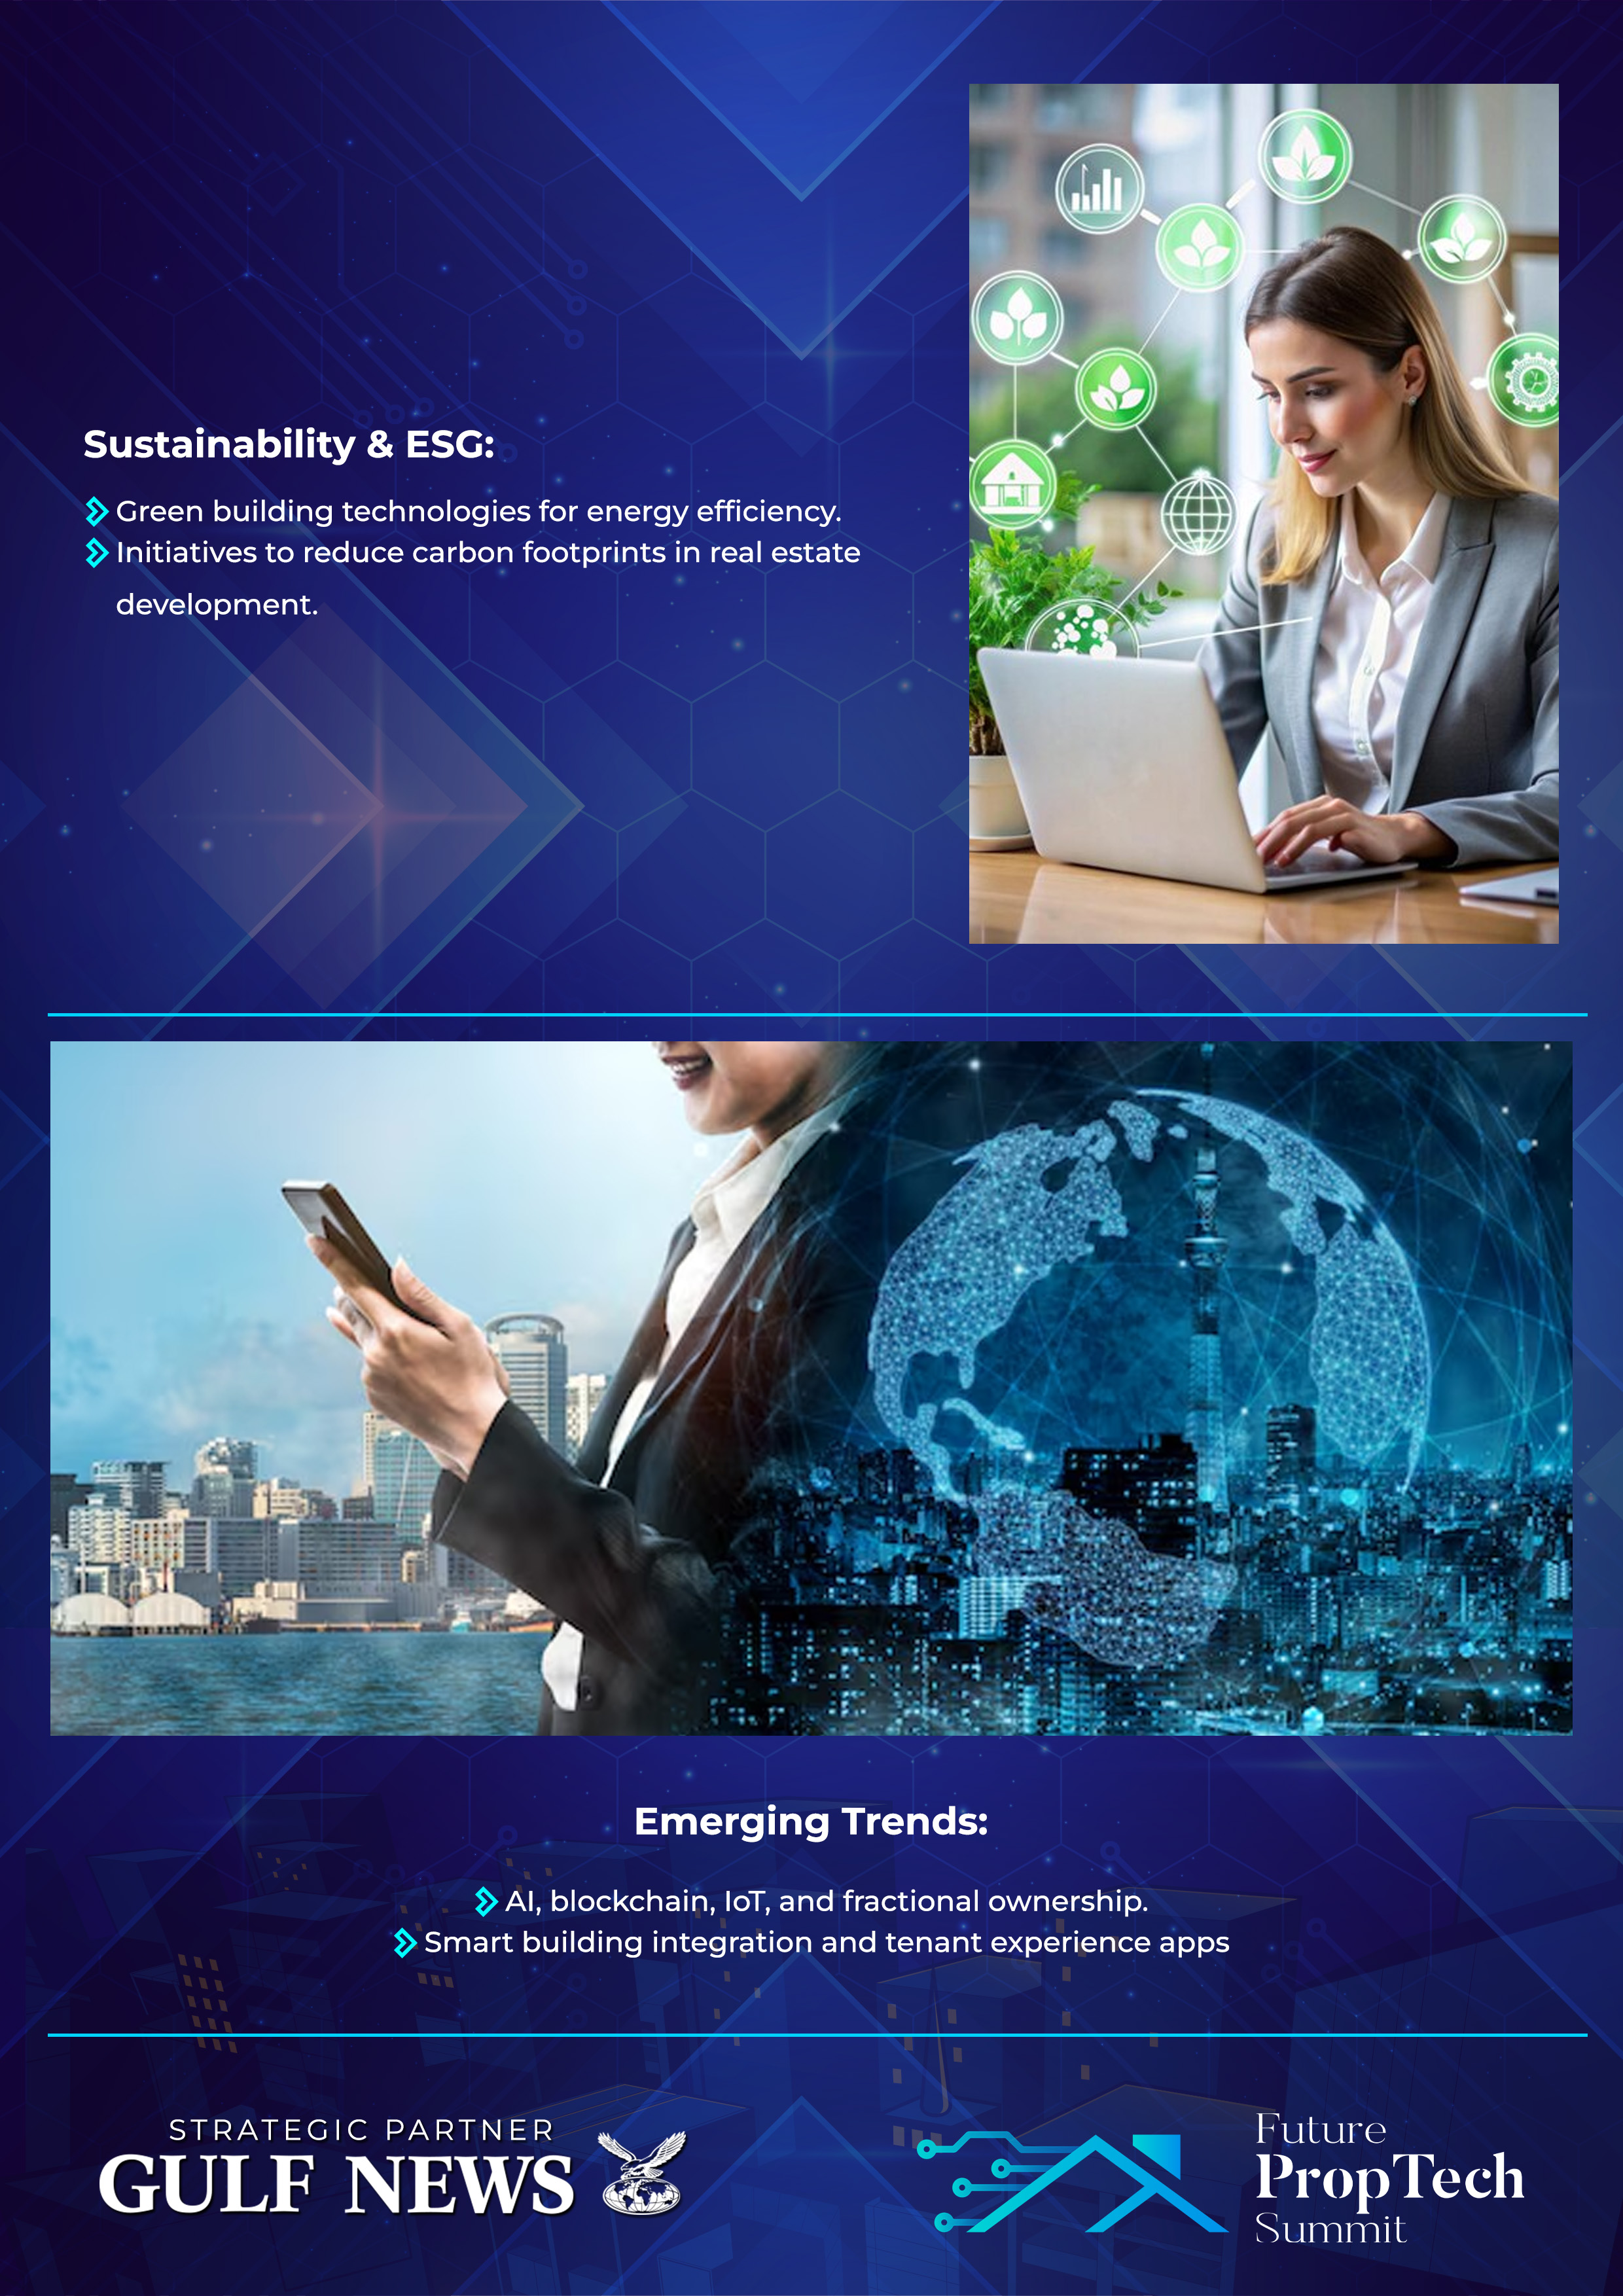 Sustainability & ESG:
Green building technologies for energy efficiency.
Initiatives to reduce carbon footprints in real estate
development.
Emerging Trends:
AI, blockchain, IoT, and fractional ownership.
Smart building integration and tenant experience apps
STRATEGIC PARTNER
GULF NEWS
Future
PropTech
Summit